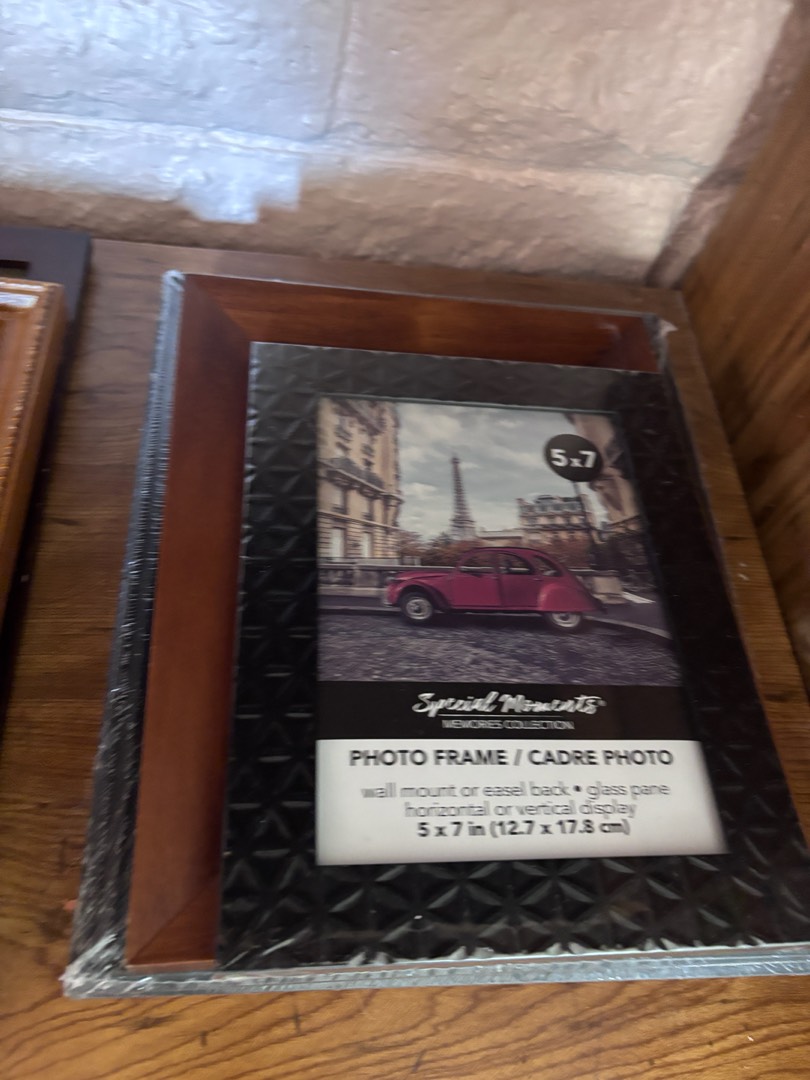 5x7
Special Moments
MEMORIES COLLECTION
PHOTO FRAME / CADRE PHOTO
wall mount or easel back • glass pane
horizontal or vertical display
5 x 7 in (12.7 x 17.8 cm)